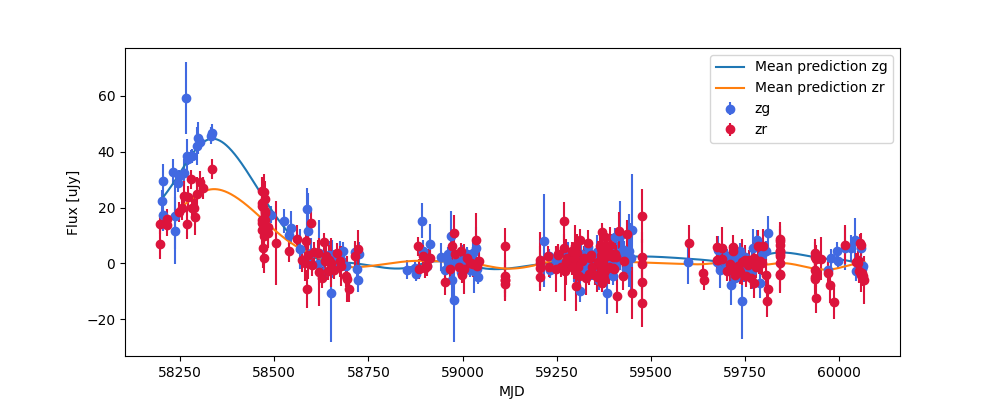 Mean prediction zg
Mean prediction zr
zg
zr
60
40
20
0
−20
Flux [uJy]
58250 58500 58750 59000 59250 59500 59750 60000
MJD